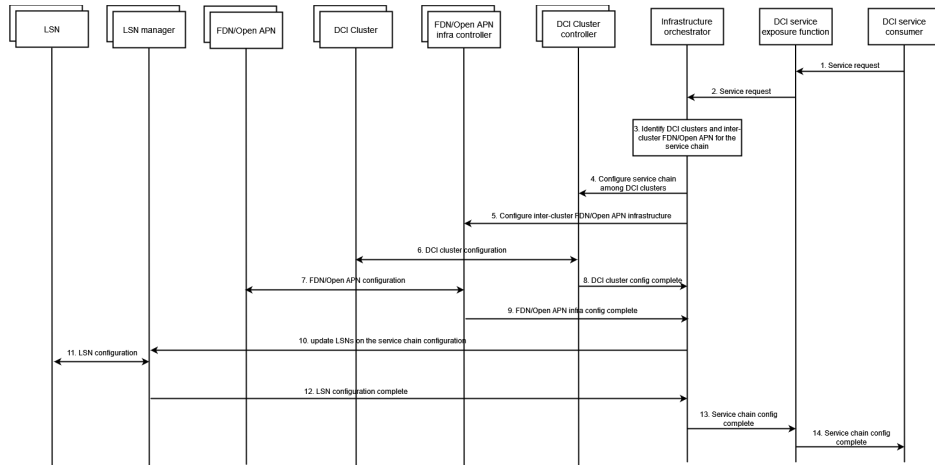 LSN
LSN manager
FDN/Open APN
DCI Cluster
FDN/Open APN
infra controller
DCI Cluster
controller
Infrastructure
orchestrator
DCI service
exposure function
DCI service
consumer
1. Service request
2. Service request
3. Identify DCI clusters and inter-
cluster FDN/Open APN for the
service chain
4. Configure service chain
among DCI clusters
5. Configure inter-cluster FDN/Open APN infrastructure
6. DCI cluster configuration
7. FDN/Open APN configuration
8. DCI cluster config complete
9. FDN/Open APN infra config complete
10. update LSNs on the service chain configuration
11. LSN configuration
12. LSN configuration complete
13. Service chain config
complete
14. Service chain config
complete